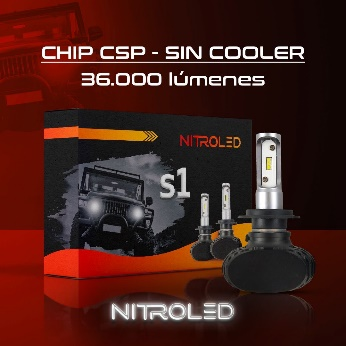 CHIP CSP - SIN COOLER
36.000 lúmenes
NITROLED
s1
NITROLED